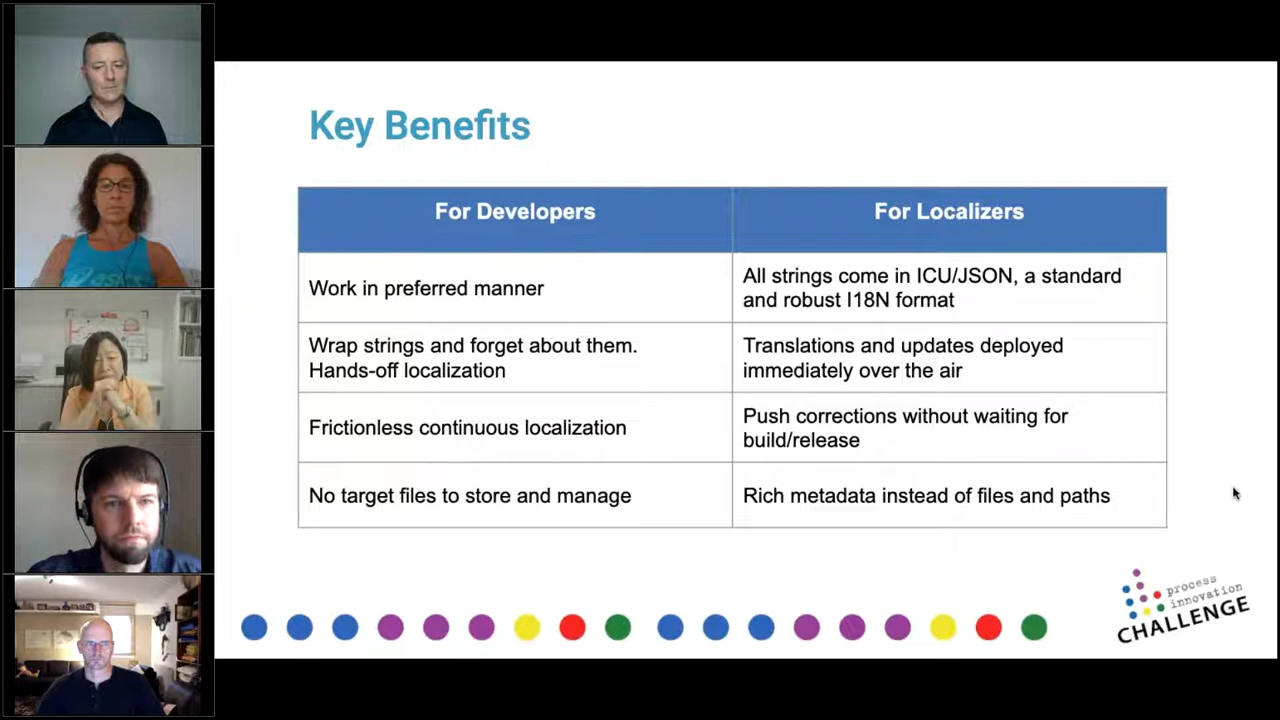 Key Benefits
For Developers
For Localizers
Work in preferred manner
All strings come in ICU/JSON, a standard
and robust I18N format
Wrap strings and forget about them.
Hands-off localization
Translations and updates deployed
immediately over the air
Frictionless continuous localization
Push corrections without waiting for
build/release
No target files to store and manage
Rich metadata instead of files and paths
process
innovation
CHALLENGE
asics